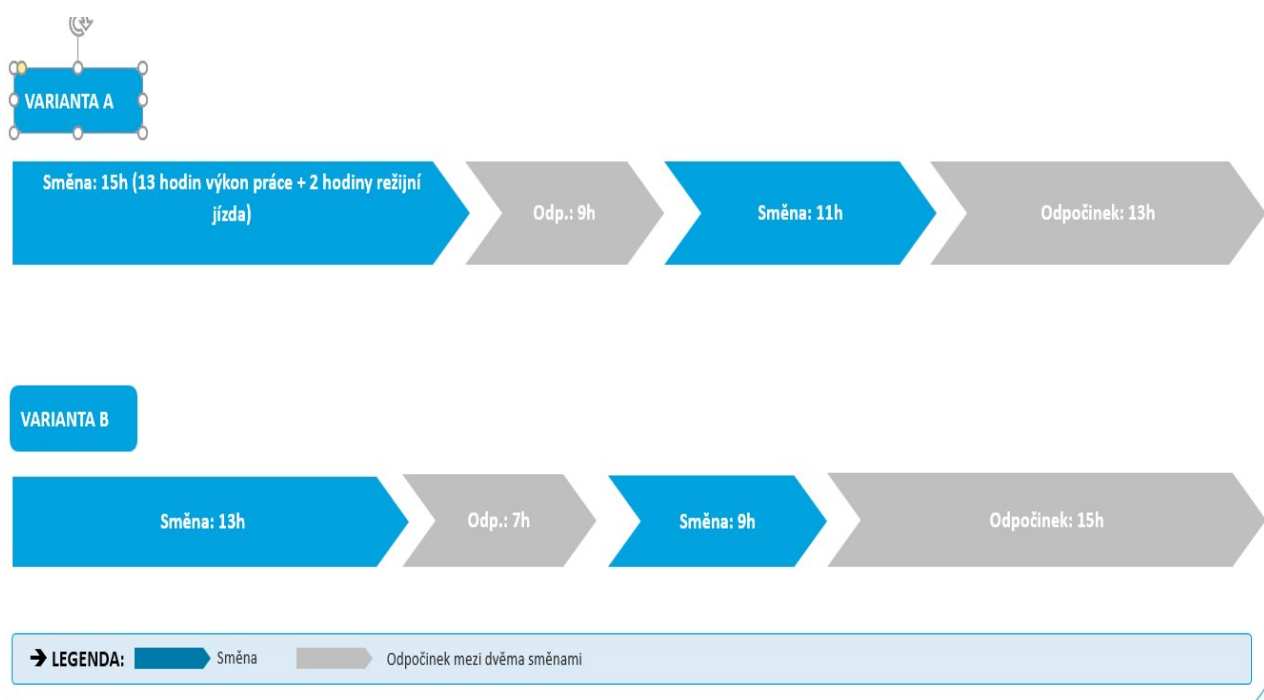 VARIANTA A
Směna: 15h (13 hodin výkon práce + 2 hodiny režijní
jízda)
Odp.: 9h
Směna: 11h
Odpočinek: 13h
VARIANTA B
Směna: 13h
Odp.: 7h
Směna: 9h
Odpočinek: 15h
➔ LEGENDA:
Směna
Odpočinek mezi dvěma směnami